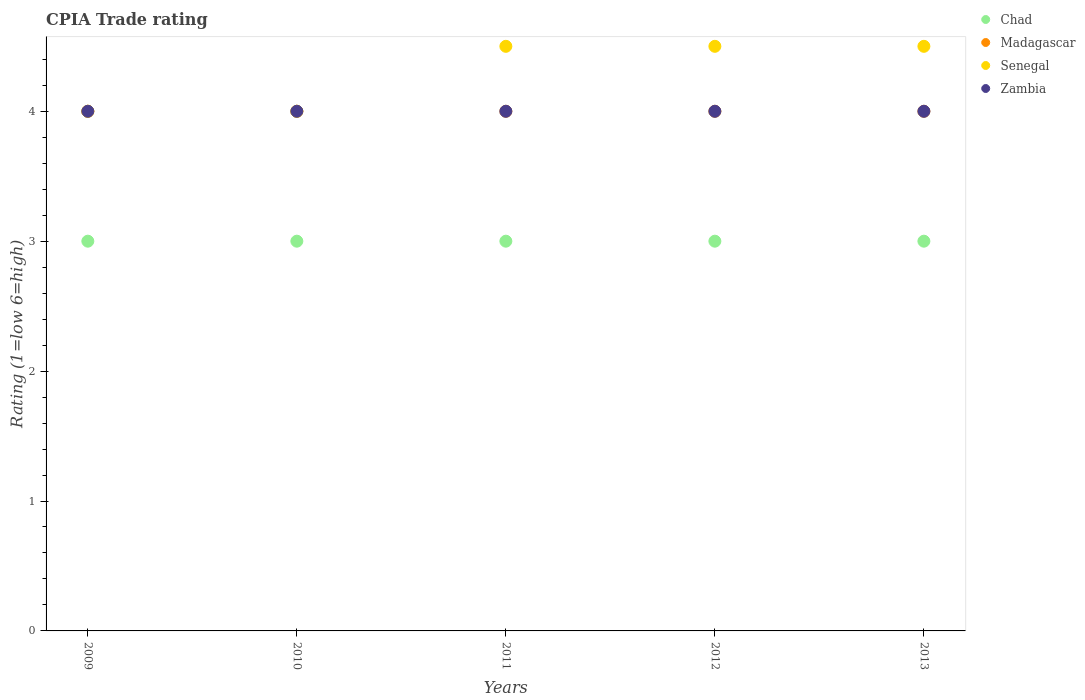 CPIA Trade rating
Chad
Madagascar
Senegal
Zambia
Rating (1=low 6=high)
4
3
2
1
0
2009
2010
2011
2012
2013
Years